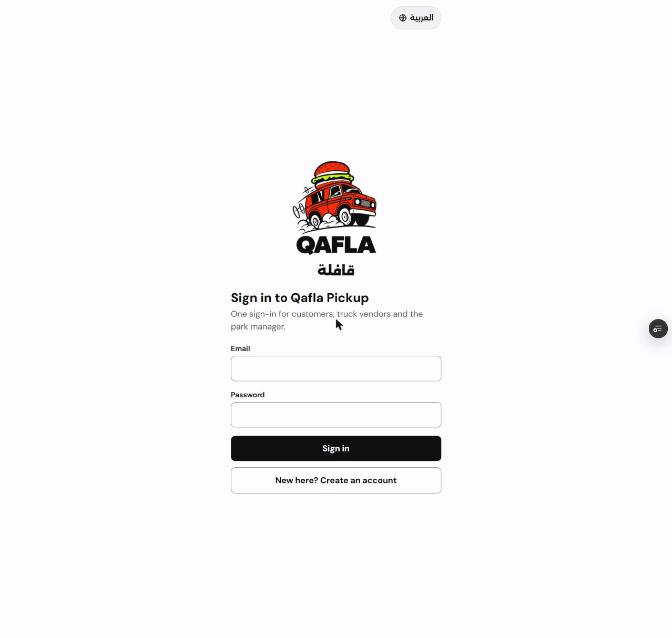 العربية
QAFLA
قافلة
Sign in to Qafla Pickup
One sign-in for customers, truck vendors and the
park manager.
Email
Password
Sign in
New here? Create an account